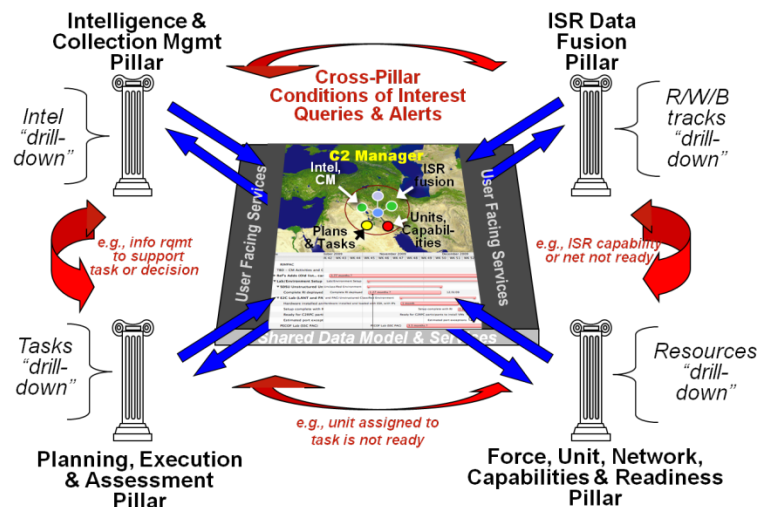 Intelligence &
Collection Mgmt
Pillar
ISR Data
Fusion
Pillar
Cross-Pillar
Conditions of Interest
Queries & Alerts
Intel
“drill-
down”
R/W/B
tracks
“drill-
down”
C2 Manager
Intel,
CM
ISR
fusion
Plans
& Tasks
Units,
Capabil-
ities
User Facing Services
User Facing Services
e.g., info rqmt
to support
task or decision
e.g., ISR capability
or net not ready
Shared Data Model & Services
Tasks
“drill-
down”
Resources
“drill-
down”
e.g., unit assigned to
task is not ready
Planning, Execution
& Assessment
Pillar
Force, Unit, Network,
Capabilities & Readiness
Pillar